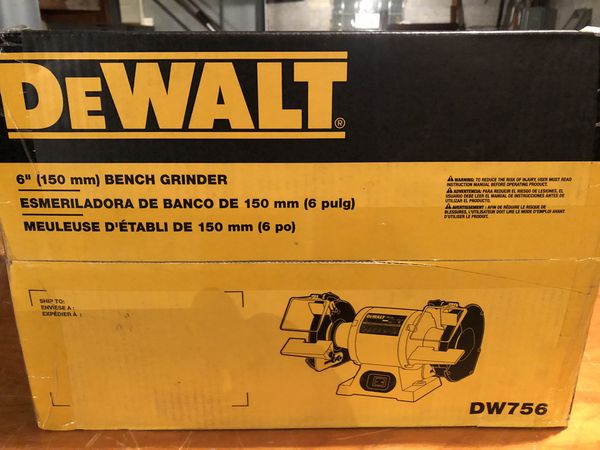 DEWALT®
6" (150 mm) BENCH GRINDER
ESMERILADORA DE BANCO DE 150 mm (6 pulg)
MEULEUSE D'ÉTABLI DE 150 mm (6 po)
WARNING: TO REDUCE THE RISK OF INJURY, USER MUST READ
INSTRUCTION MANUAL BEFORE OPERATING PRODUCT.
ADVERTENCIA: PARA REDUCIR EL RIESGO DE LESIONES, EL
USUARIO DEBE LEER EL MANUAL DE INSTRUCCIONES ANTES DE
UTILIZAR EL PRODUCTO.
AVERTISSEMENT : AFIN DE RÉDUIRE LE RISQUE DE
BLESSURES, L'UTILISATEUR DOIT LIRE LE MODE D'EMPLOI AVANT
D'UTILISER LE PRODUIT.
SHIP TO:
ENVIESE A :
EXPÉDIER À :
DEWALT
DW756